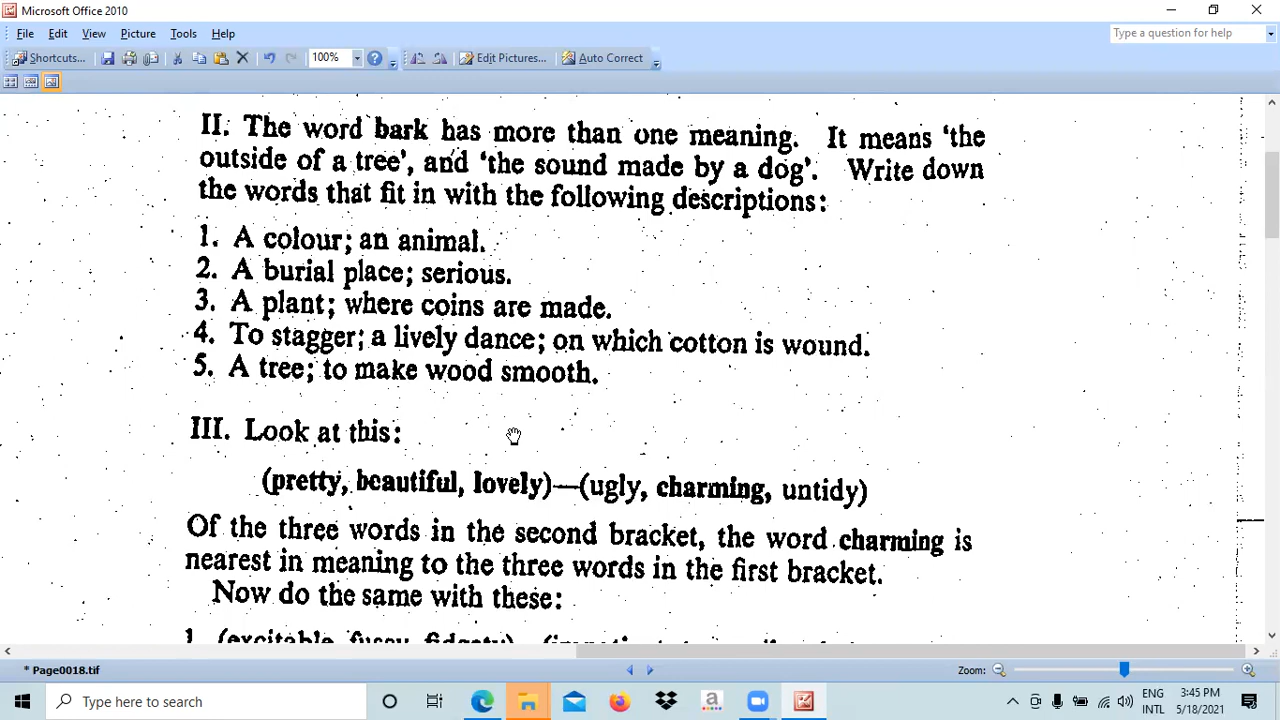 Microsoft Office 2010
File Edit View Picture Tools Help
Type a question for help
Shortcuts... 100% Edit Pictures... Auto Correct
II. The word bark has more than one meaning. It means ‘the
outside of a tree’, and ‘the sound made by a dog’. Write down
the words that fit in with the following descriptions:
1. A colour; an animal.
2. A burial place; serious.
3. A plant; where coins are made.
4. To stagger; a lively dance; on which cotton is wound.
5. A tree; to make wood smooth.
III. Look at this:
(pretty, beautiful, lovely)—(ugly, charming, untidy)
Of the three words in the second bracket, the word charming is
nearest in meaning to the three words in the first bracket.
Now do the same with these:
1. (excitable, fussy, fidgety)
* Page0018.tif Zoom:
Type here to search a ENG 3:45 PM
INTL 5/18/2021